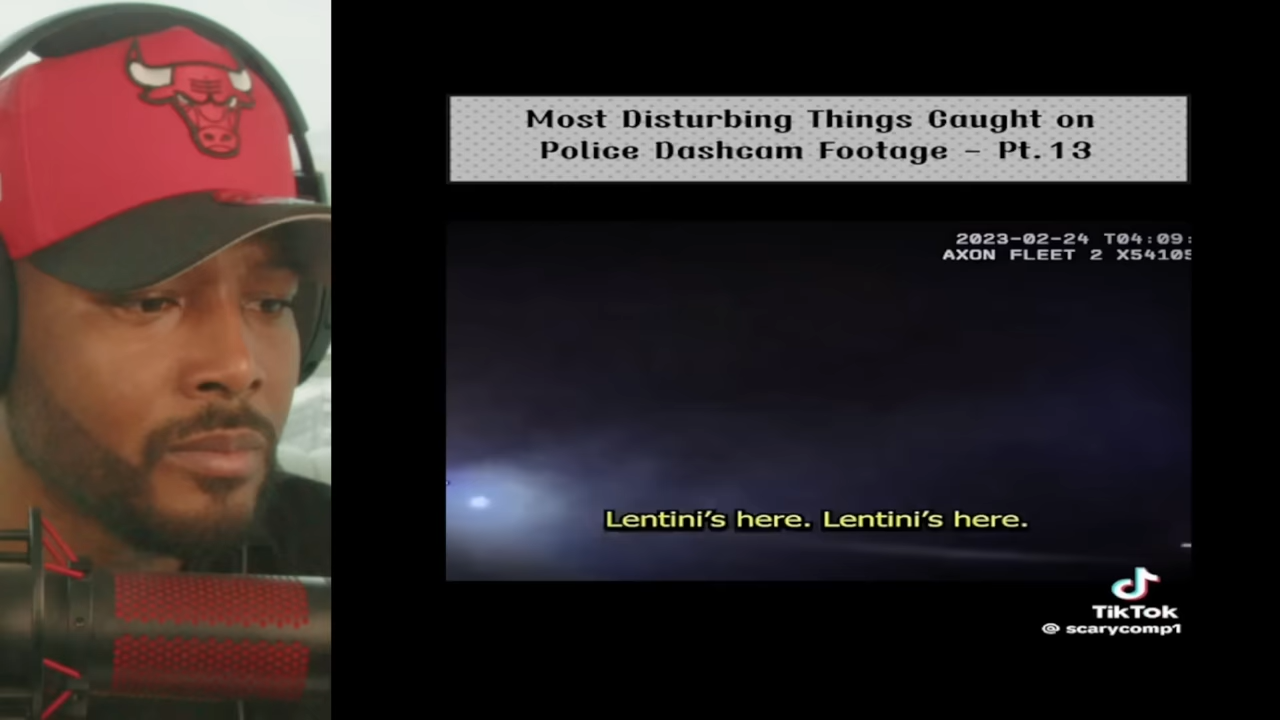 Most Disturbing Things Caught on
Police Dashcam Footage - Pt.13
2023-02-24 T04:09:
AXON FLEET 2 X54105
Lentini's here. Lentini's here.
TikTok
@ scarycomp1